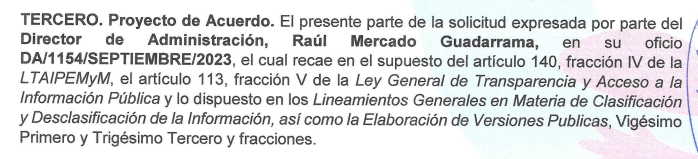 TERCERO. Proyecto de Acuerdo. El presente parte de la solicitud expresada por parte del
Director de Administración, Raúl Mercado Guadarrama, en su oficio
DA/1154/SEPTIEMBRE/2023, el cual recae en el supuesto del artículo 140, fracción IV de la
LTAIPEMyM, el artículo 113, fracción V de la Ley General de Transparencia y Acceso a la
Información Pública y lo dispuesto en los Lineamientos Generales en Materia de Clasificación
y Desclasificación de la Información, así como la Elaboración de Versiones Publicas, Vigésimo
Primero y Trigésimo Tercero y fracciones.